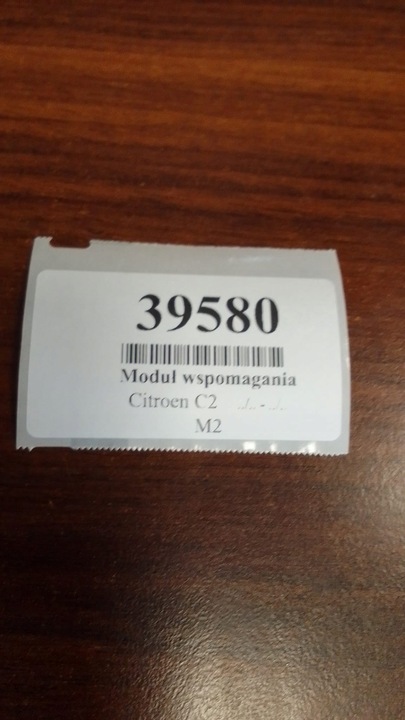 39580
Moduł wspomagania
Citroen C2 ../.. - ../..
M2